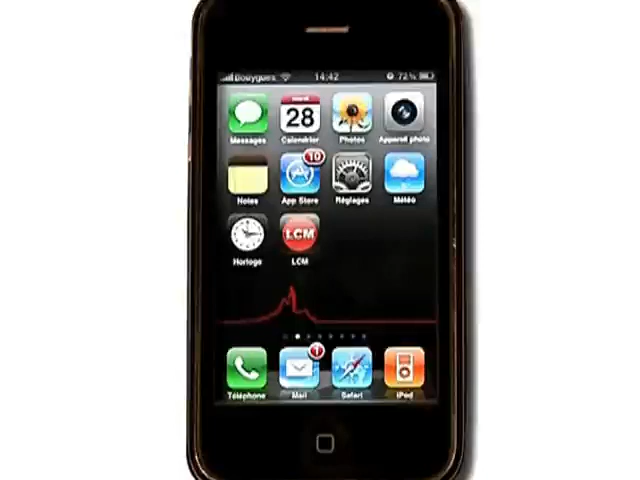 Bouygues 14:42 72%
mardi
28
Messages Calendrier Photos Appareil photo
10
Notes App Store Réglages Météo
LCM
Horloge LCM
1
Téléphone Mail Safari iPod